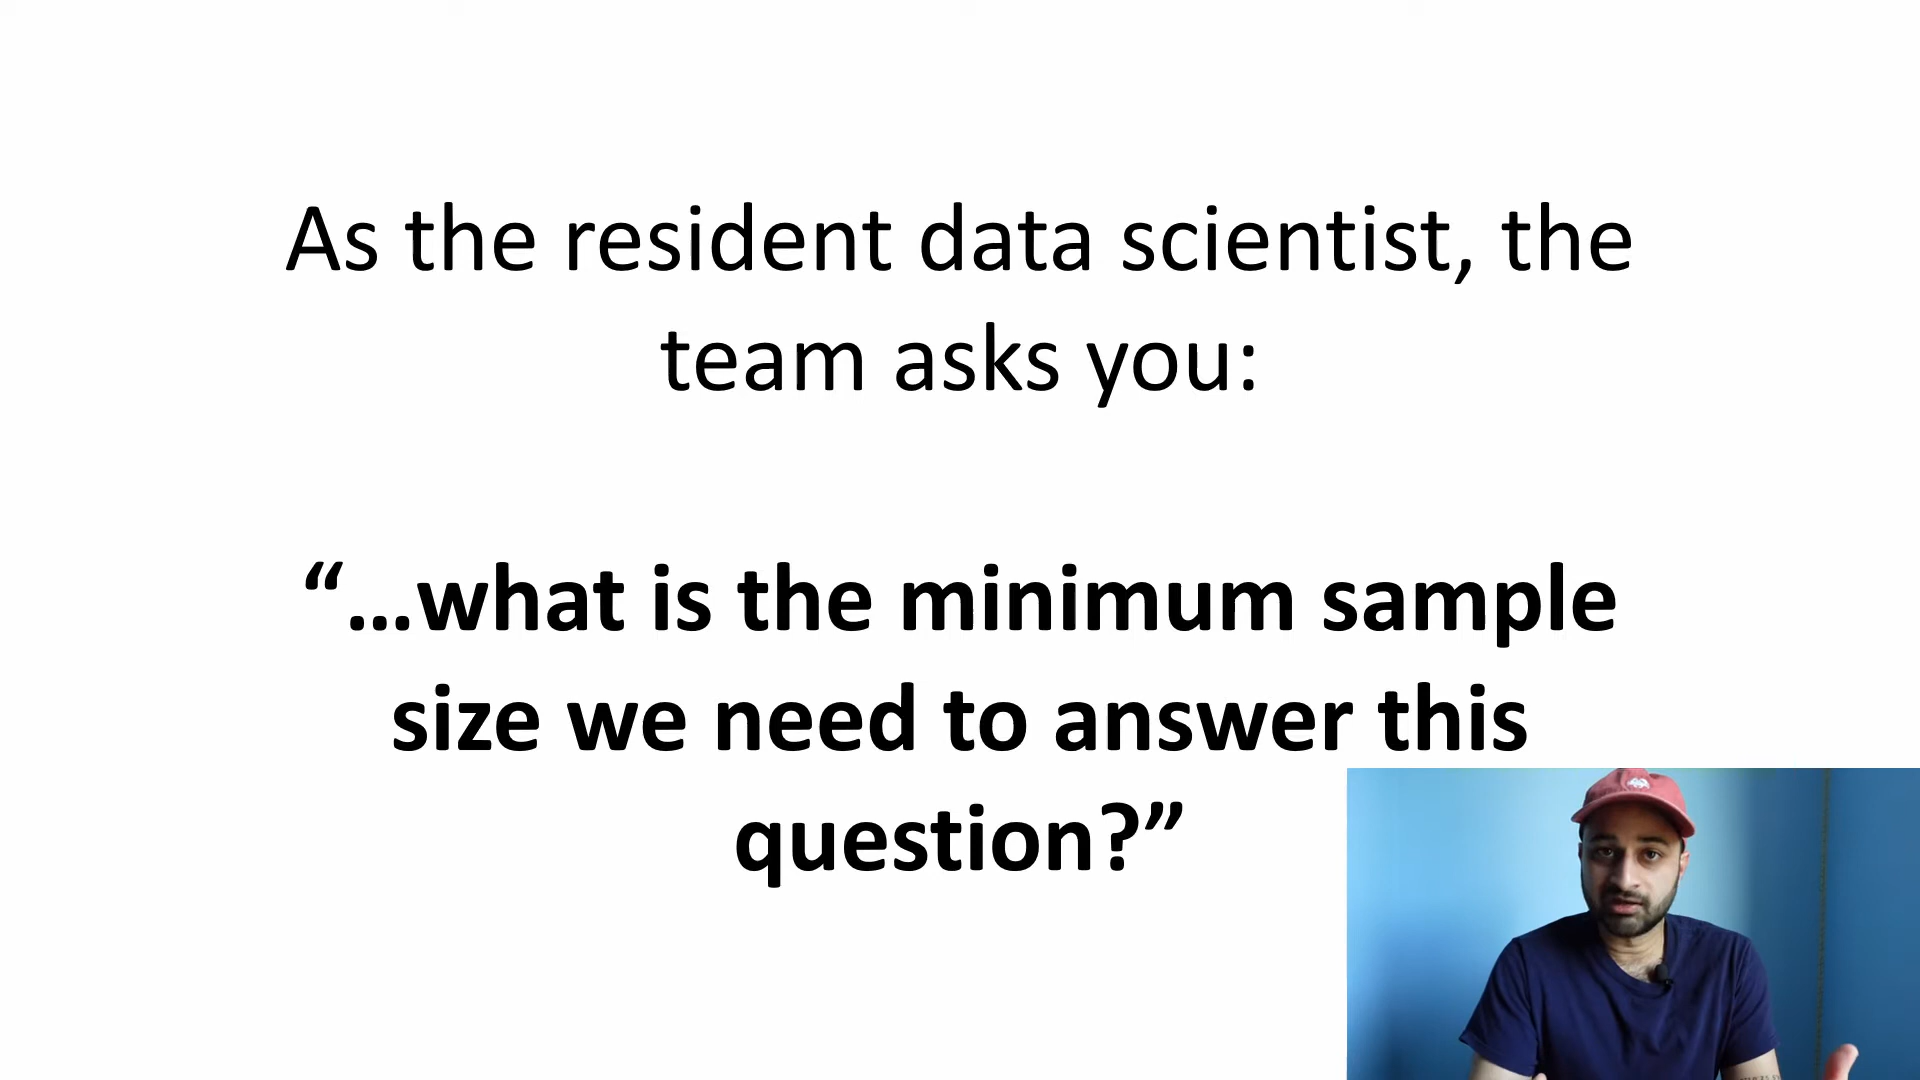 As the resident data scientist, the
team asks you:
“…what is the minimum sample
size we need to answer this
question?”